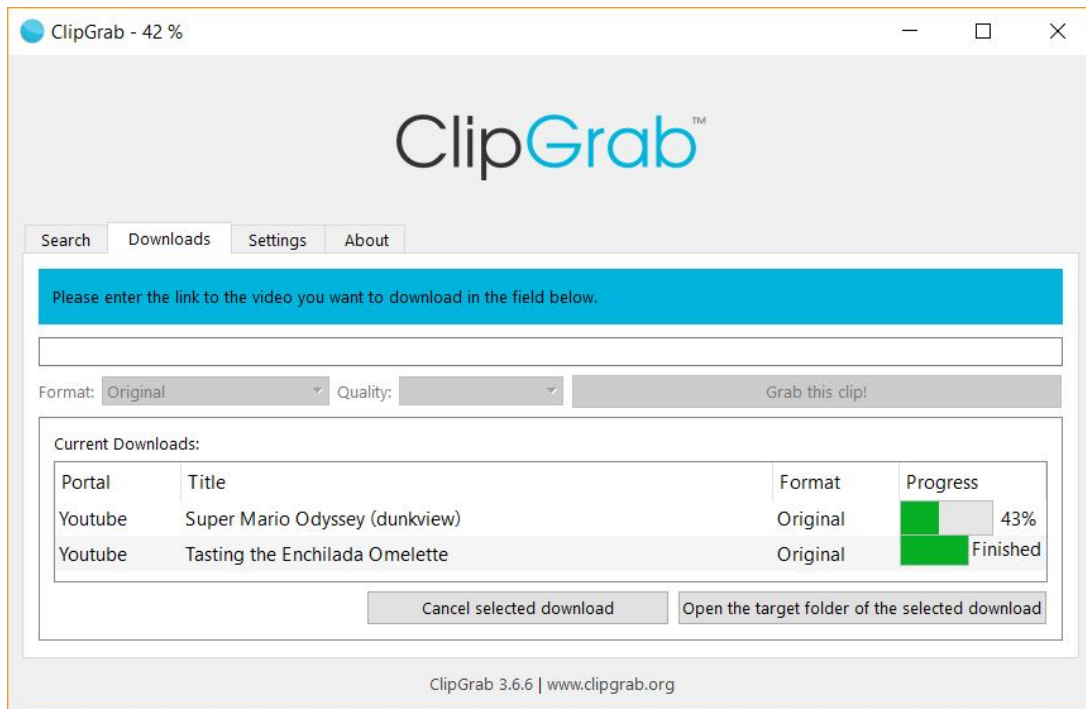 ClipGrab - 42 %
ClipGrab™
Search Downloads Settings About
Please enter the link to the video you want to download in the field below.
Format: Original Quality: Grab this clip!
Current Downloads:
Portal Title Format Progress
Youtube Super Mario Odyssey (dunkview) Original 43%
Youtube Tasting the Enchilada Omelette Original Finished
Cancel selected download Open the target folder of the selected download
ClipGrab 3.6.6 | www.clipgrab.org